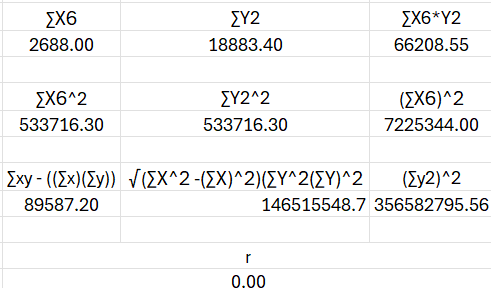 ∑X6 ∑Y2 ∑X6*Y2
2688.00 18883.40 66208.55
∑X6^2 ∑Y2^2 (∑X6)^2
533716.30 533716.30 7225344.00
∑xy - ((∑x)(∑y)) √(∑X^2 -(∑X)^2)(∑Y^2(∑Y)^2 (∑y2)^2
89587.20 146515548.7 356582795.56
r
0.00